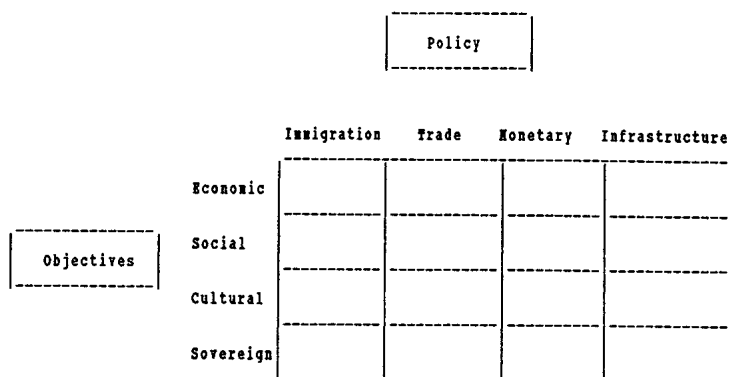 Policy
Immigration Trade Monetary Infrastructure
Economic
Social
Objectives
Cultural
Sovereign